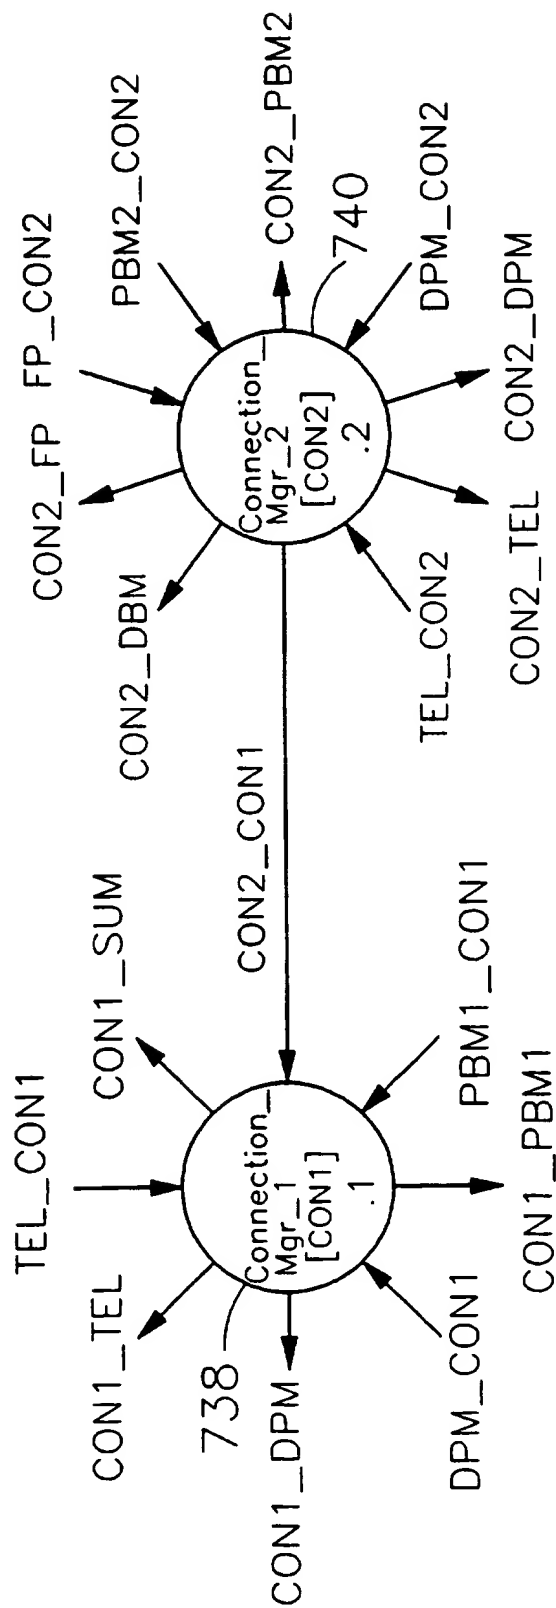 TEL_CON1
CON1_TEL
CON1_SUM
738
Connection_
Mgr_1
[CON1]
.1
CON1_DPM
DPM_CON1
CON1_PBM1
PBM1_CON1
CON2_CON1
CON2_FP
FP_CON2
CON2_DBM
PBM2_CON2
Connection_
Mgr_2
[CON2]
.2
CON2_PBM2
740
TEL_CON2
DPM_CON2
CON2_TEL
CON2_DPM